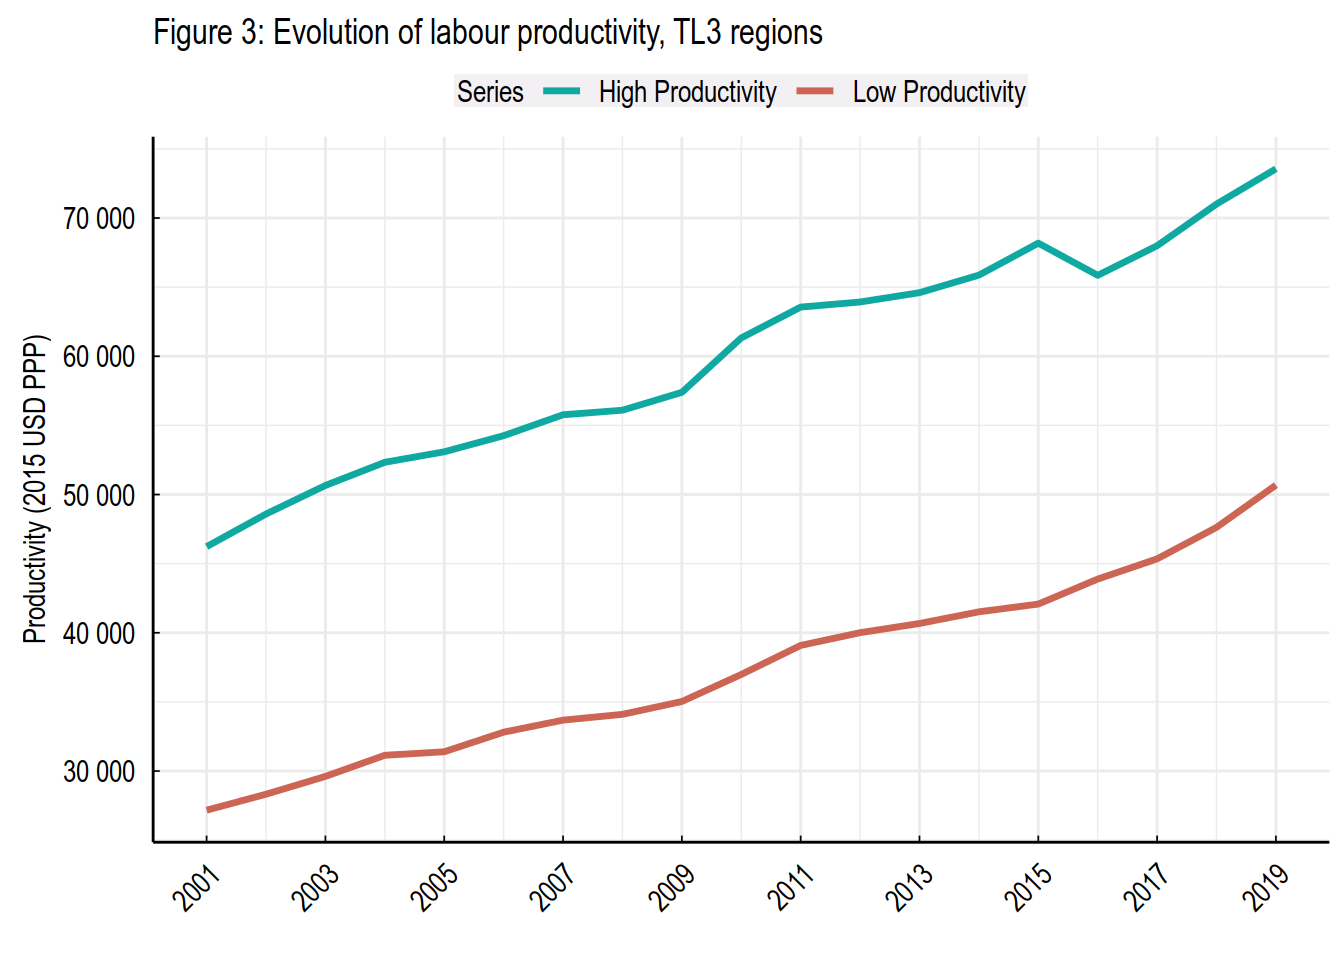 Figure 3: Evolution of labour productivity, TL3 regions
Series High Productivity Low Productivity
Productivity (2015 USD PPP)
70 000
60 000
50 000
40 000
30 000
2001 2003 2005 2007 2009 2011 2013 2015 2017 2019